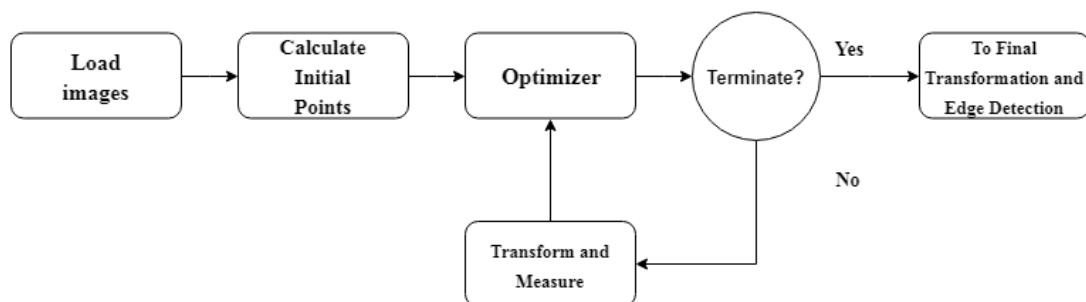 Load
images
Calculate
Initial
Points
Optimizer
Terminate?
Yes
To Final
Transformation and
Edge Detection
No
Transform and
Measure